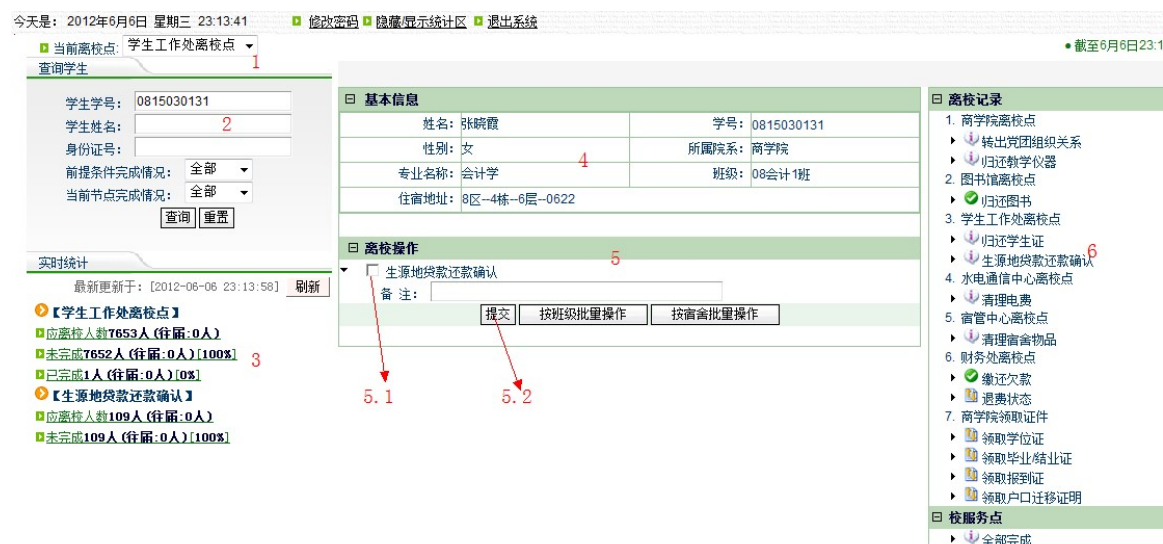 今天是： 2012年6月6日 星期三 23:13:41 修改密码 隐藏/显示统计区 退出系统
当前离校点: 学生工作处离校点
1
截至6月6日23:1
查询学生
学生学号： 0815030131
学生姓名： 2
身份证号：
前提条件完成情况： 全部
当前节点完成情况： 全部
查询 重置
实时统计
最新更新于： [2012-06-06 23:13:58] 刷新
【学生工作处离校点】
应离校人数7653人(往届:0人)
未完成7652人(往届:0人)[100%]
3
已完成1人(往届:0人)[0%]
【生源地贷款还款确认】
应离校人数109人(往届:0人)
未完成109人(往届:0人)[100%]
基本信息
姓名： 张皖霞 学号： 0815030131
性别： 女 所属院系： 商学院
4
专业名称： 会计学 班级： 08会计1班
住宿地址： 8区--4栋--6层--0622
离校操作
5
生源地贷款还款确认
备 注：
提交 按班级批量操作 按宿舍批量操作
5.1 5.2
离校记录
1. 商学院离校点
转出党团组织关系
归还教学仪器
2. 图书馆离校点
归还图书
3. 学生工作处离校点
归还学生证
生源地贷款还款确认
6
4. 水电通信中心离校点
清理电费
5. 宿管中心离校点
清理宿舍物品
6. 财务处离校点
缴还欠款
退费状态
7. 商学院领取证件
领取学位证
领取毕业/结业证
领取报到证
领取户口迁移证明
校服务点
全部完成